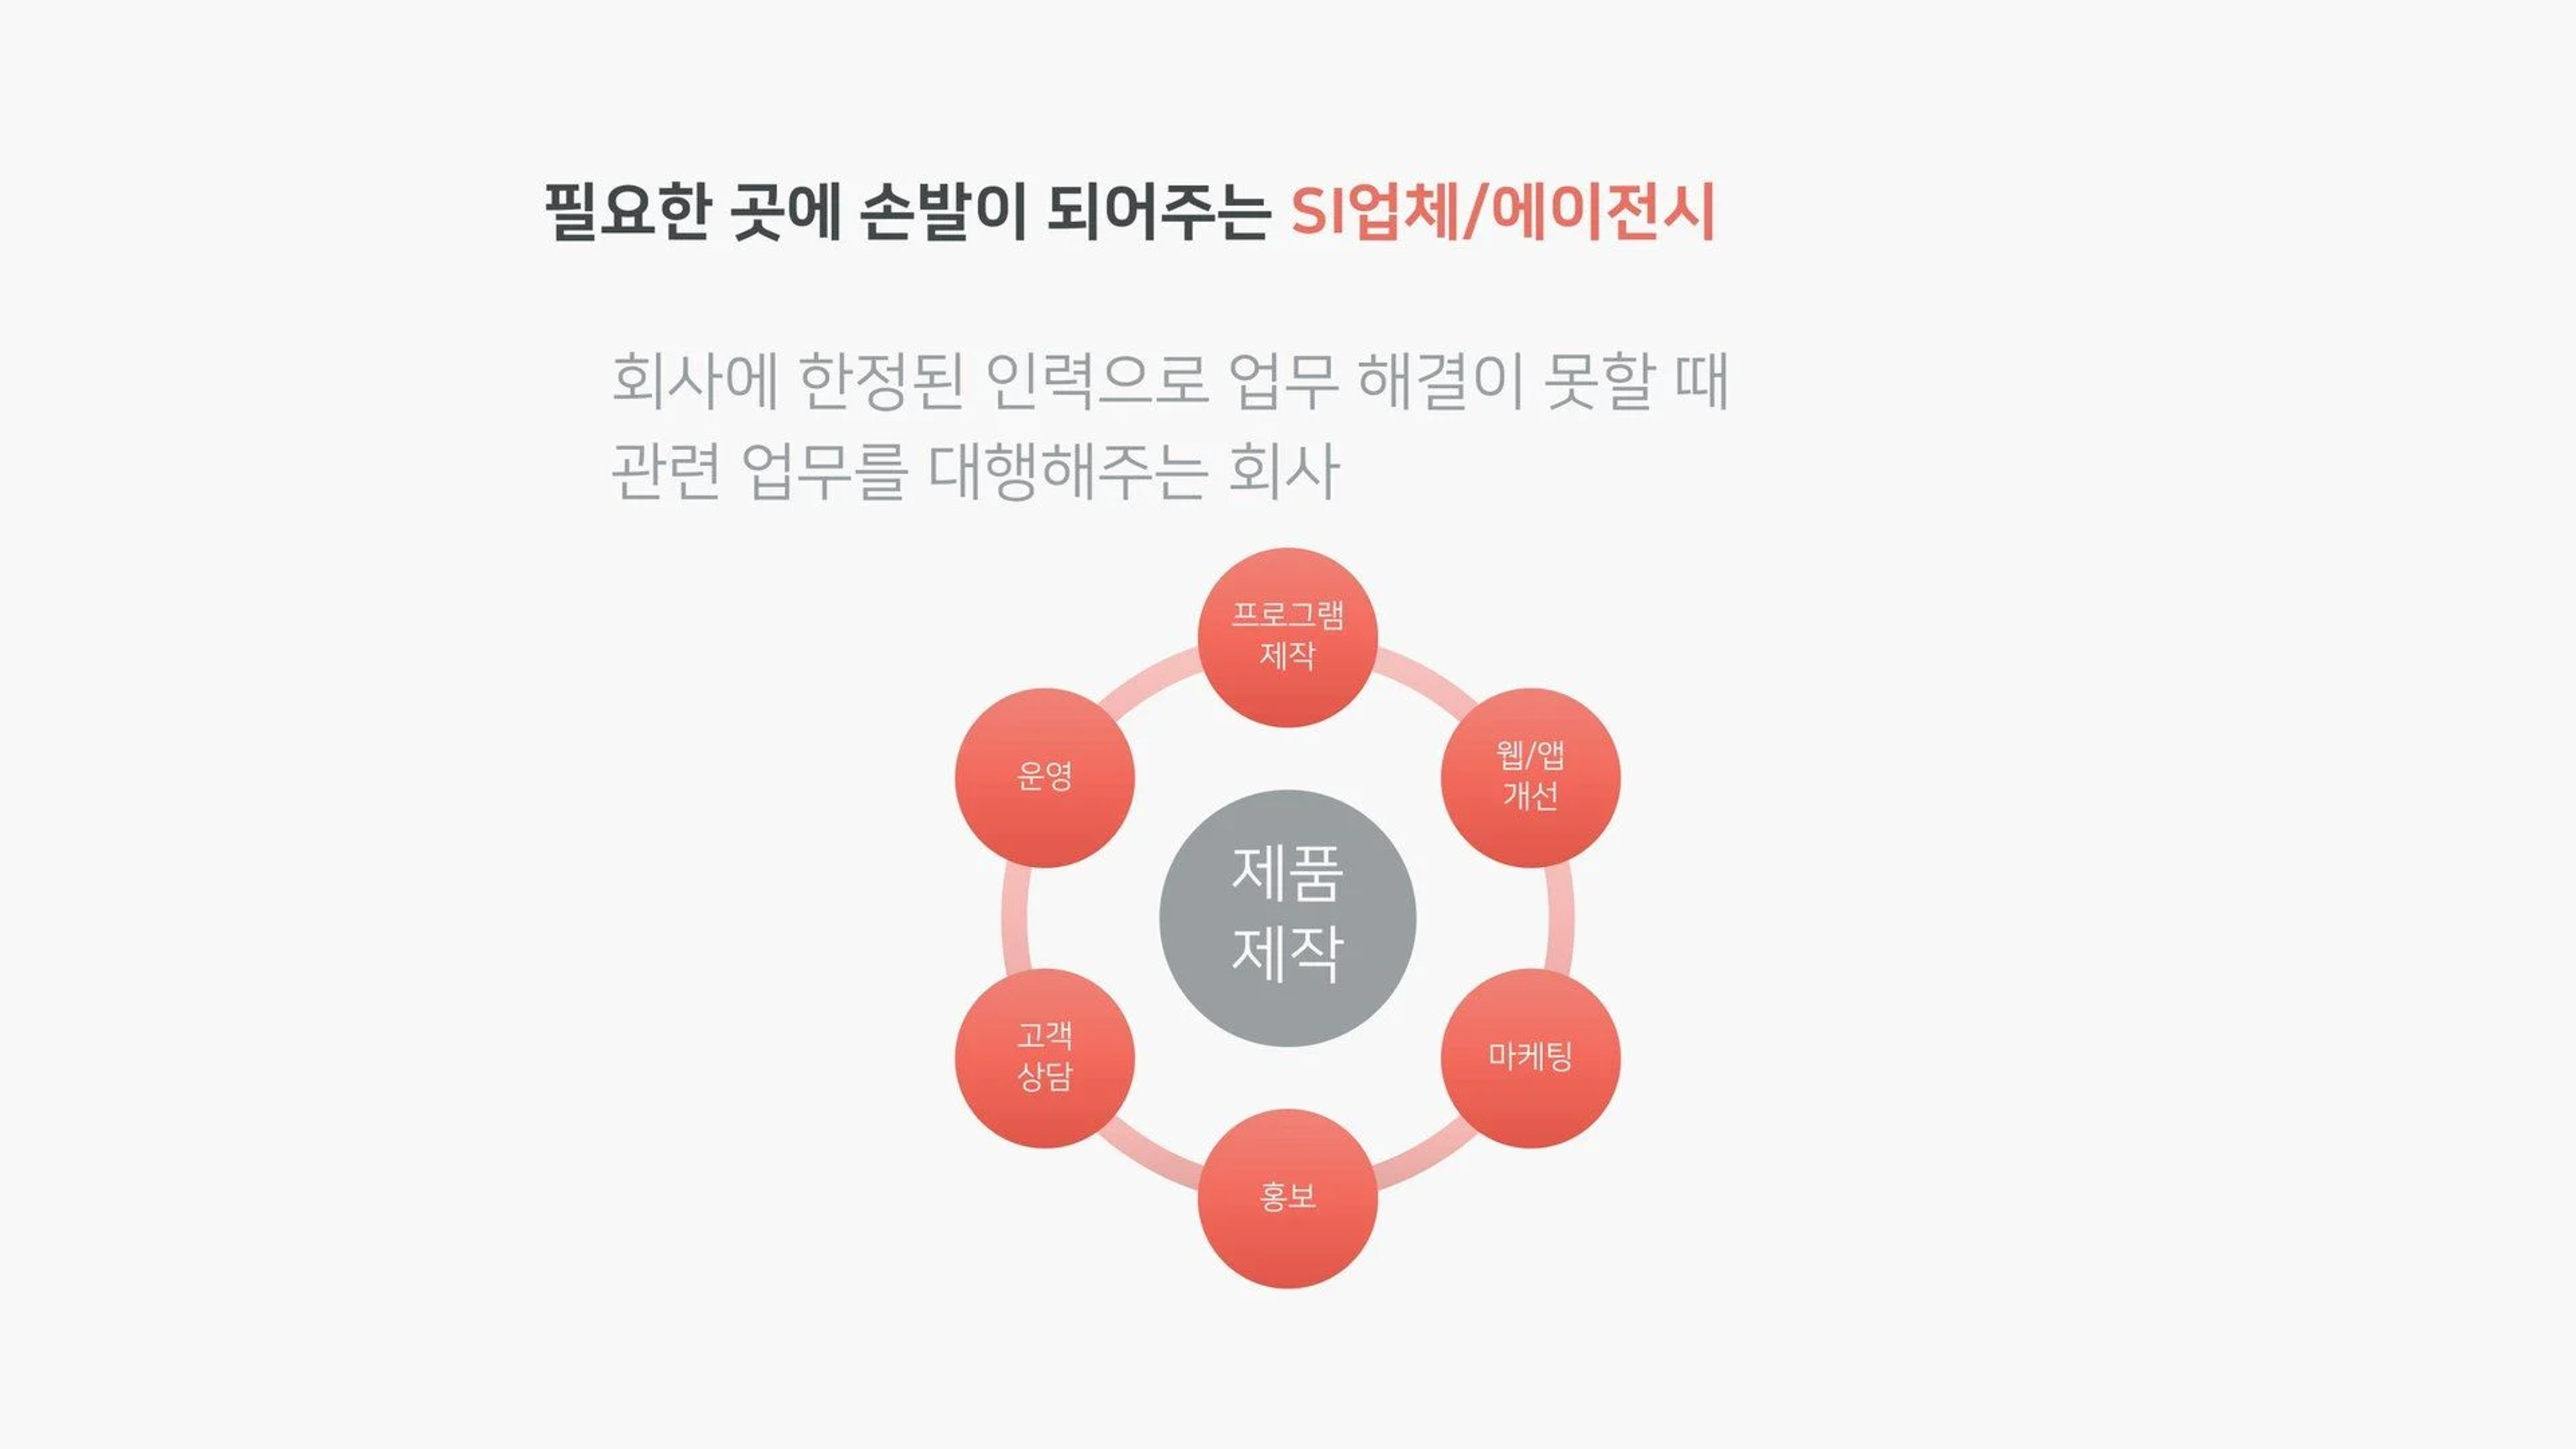 필요한 곳에 손발이 되어주는 SI업체/에이전시
회사에 한정된 인력으로 업무 해결이 못할 때
관련 업무를 대행해주는 회사
프로그램
제작
웹/앱
개선
마케팅
홍보
고객
상담
운영
제품
제작